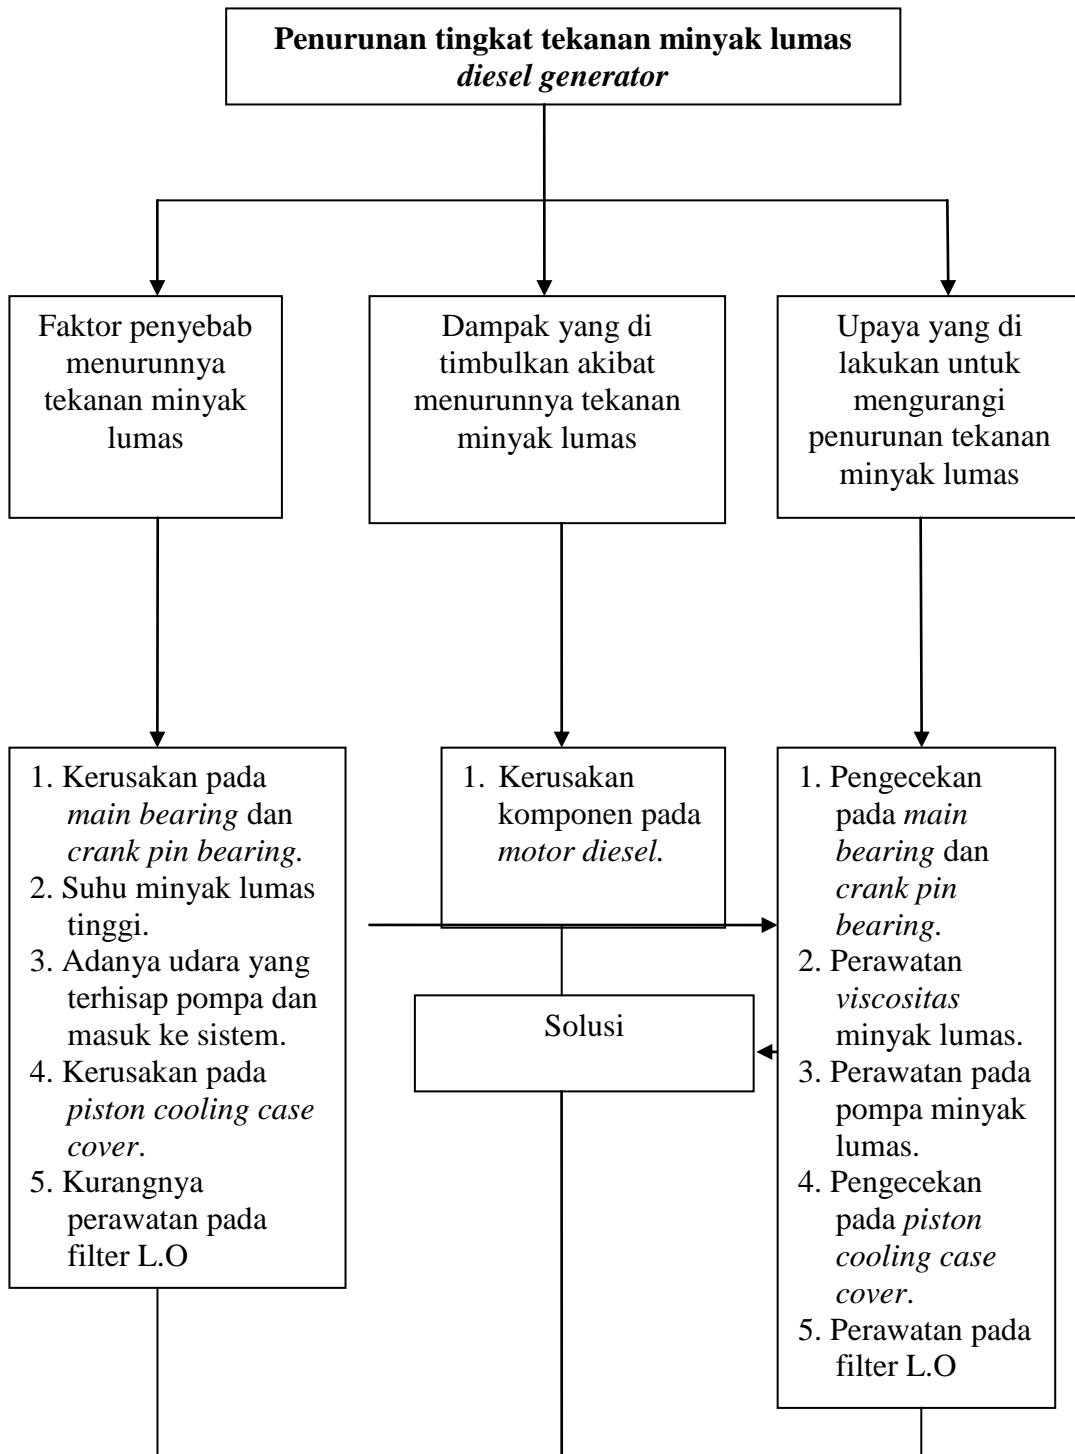 Penurunan tingkat tekanan minyak lumas
diesel generator
Faktor penyebab
menurunnya
tekanan minyak
lumas
Dampak yang di
timbulkan akibat
menurunnya tekanan
minyak lumas
Upaya yang di
lakukan untuk
mengurangi
penurunan tekanan
minyak lumas
1. Kerusakan pada
main bearing dan
crank pin bearing.
2. Suhu minyak lumas
tinggi.
3. Adanya udara yang
terhisap pompa dan
masuk ke sistem.
4. Kerusakan pada
piston cooling case
cover.
5. Kurangnya
perawatan pada
filter L.O
1. Kerusakan
komponen pada
motor diesel.
Solusi
1. Pengecekan
pada main
bearing dan
crank pin
bearing.
2. Perawatan
viscositas
minyak lumas.
3. Perawatan pada
pompa minyak
lumas.
4. Pengecekan
pada piston
cooling case
cover.
5. Perawatan pada
filter L.O